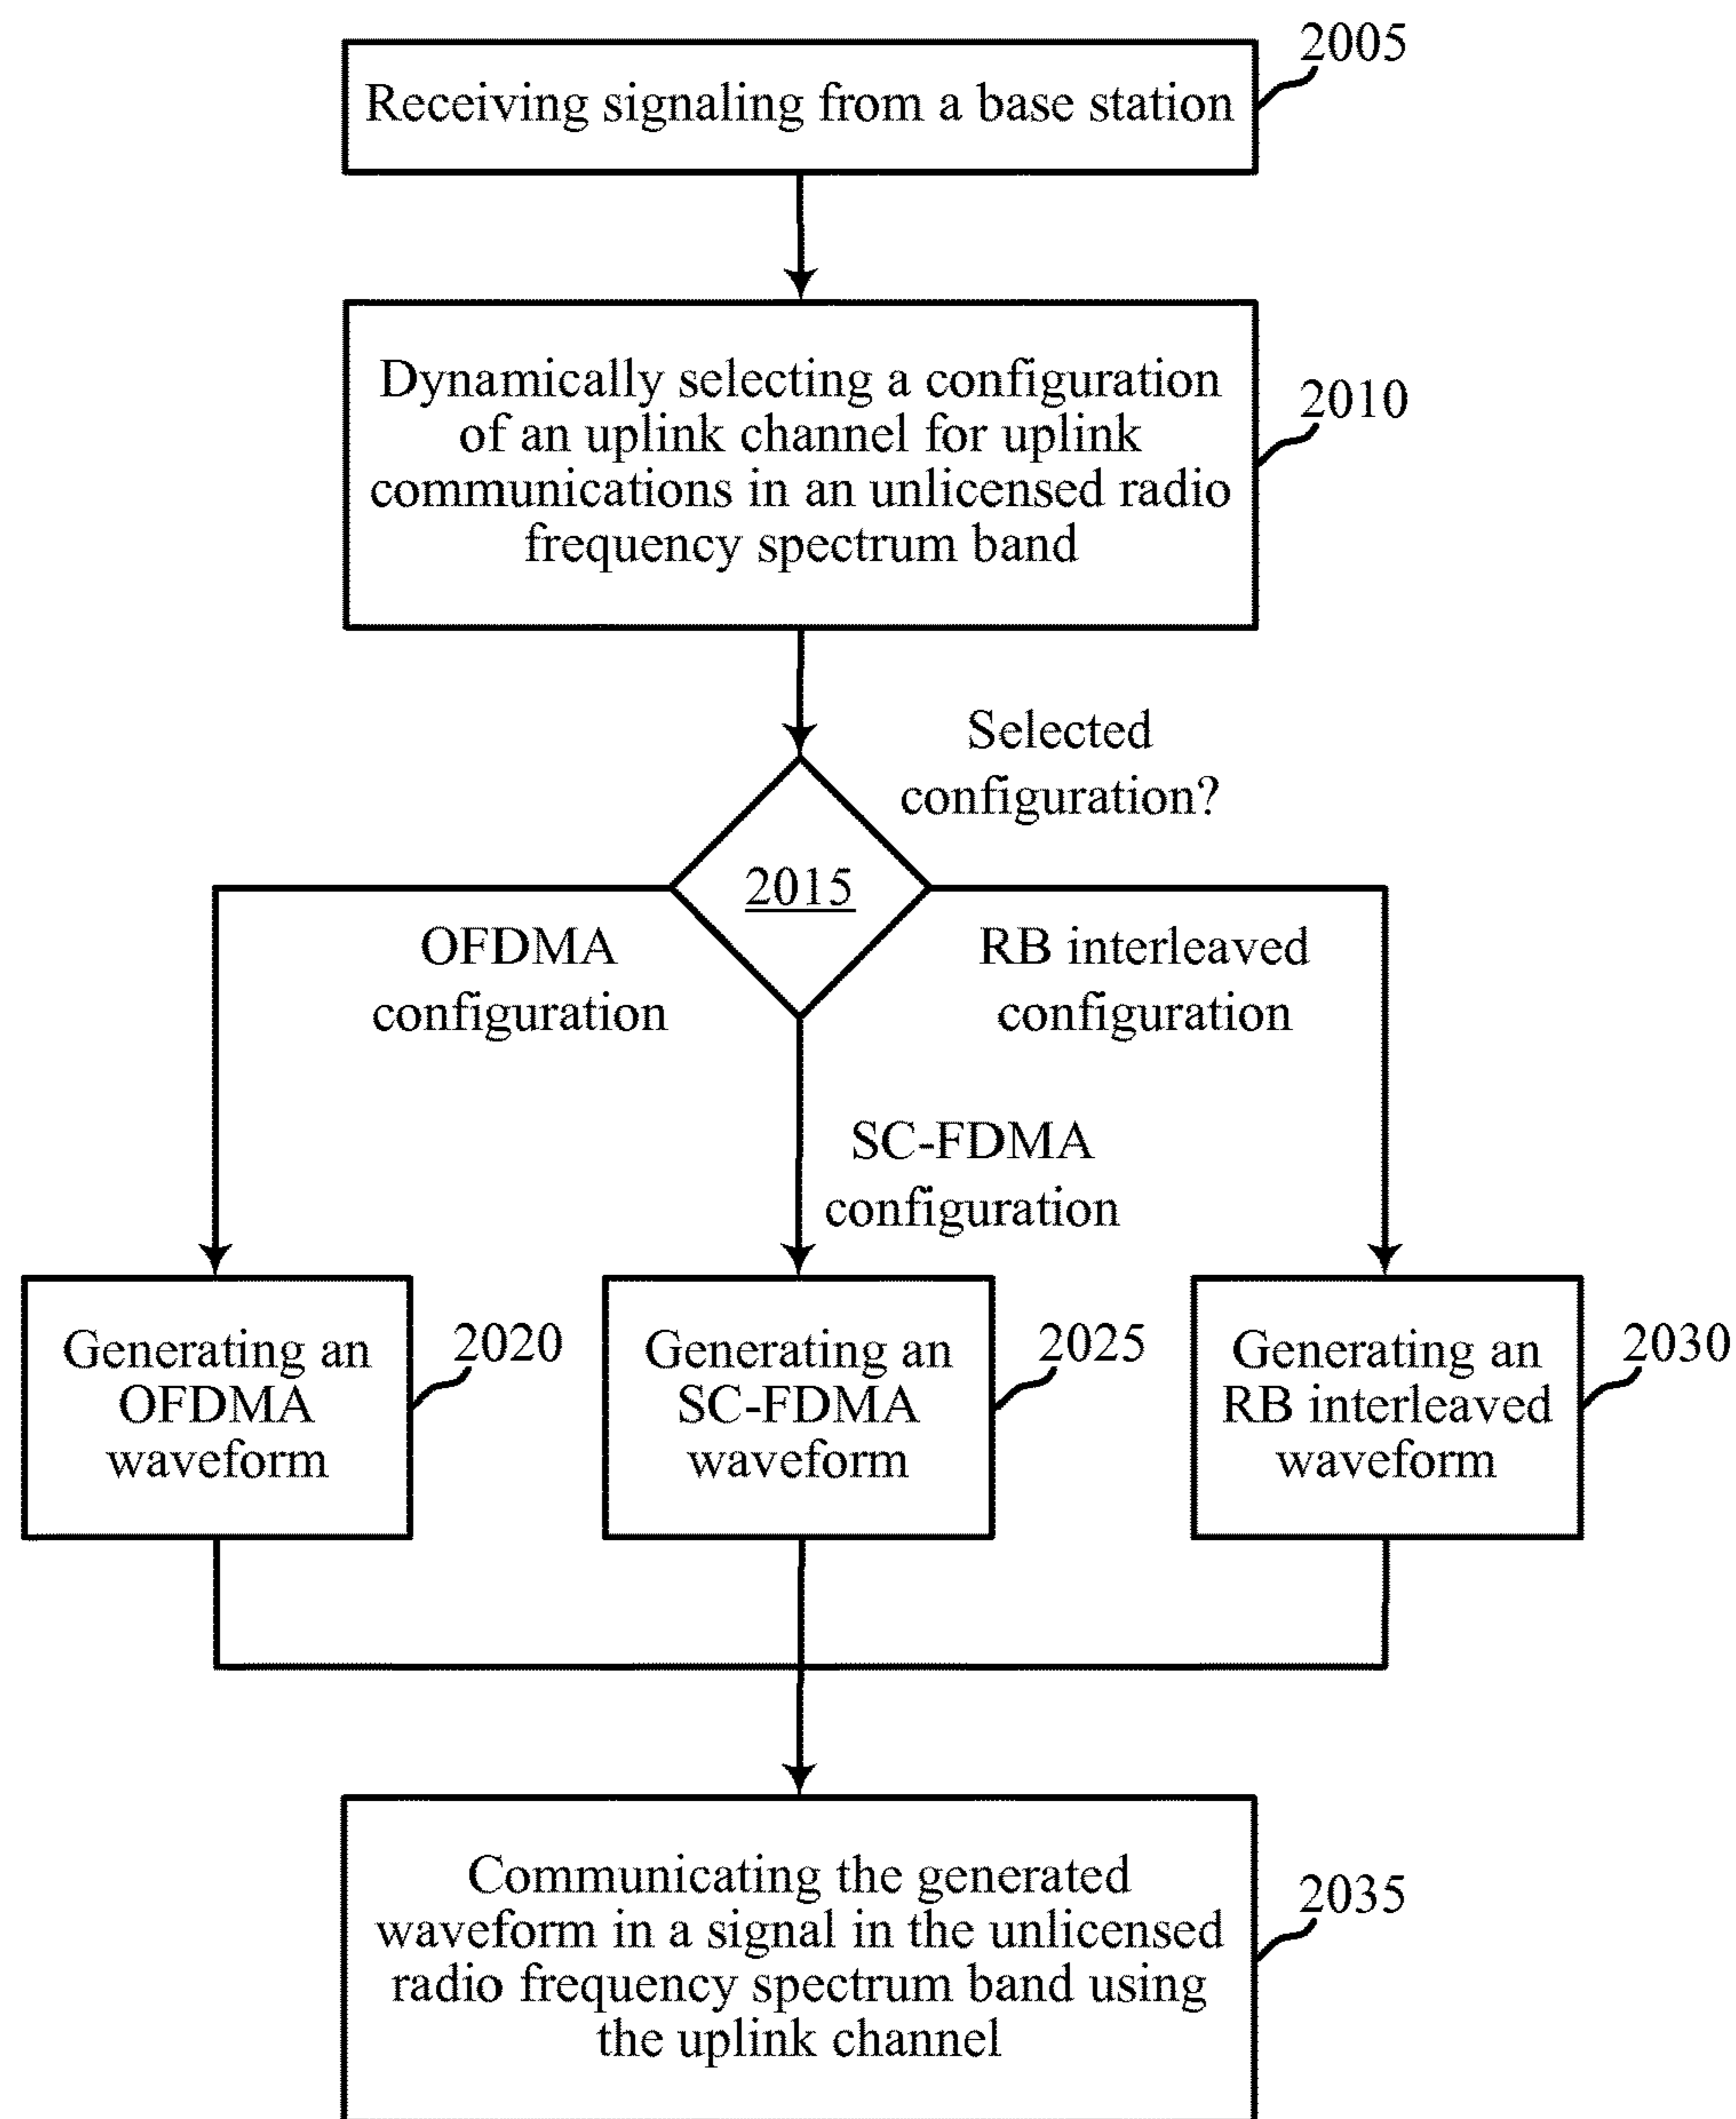 2005
Receiving signaling from a base station
Dynamically selecting a configuration
of an uplink channel for uplink
communications in an unlicensed radio
frequency spectrum band
2010
Selected
configuration?
2015
OFDMA
configuration
RB interleaved
configuration
SC-FDMA
configuration
Generating an
OFDMA
waveform
2020
Generating an
SC-FDMA
waveform
2025
Generating an
RB interleaved
waveform
2030
Communicating the generated
waveform in a signal in the unlicensed
radio frequency spectrum band using
the uplink channel
2035